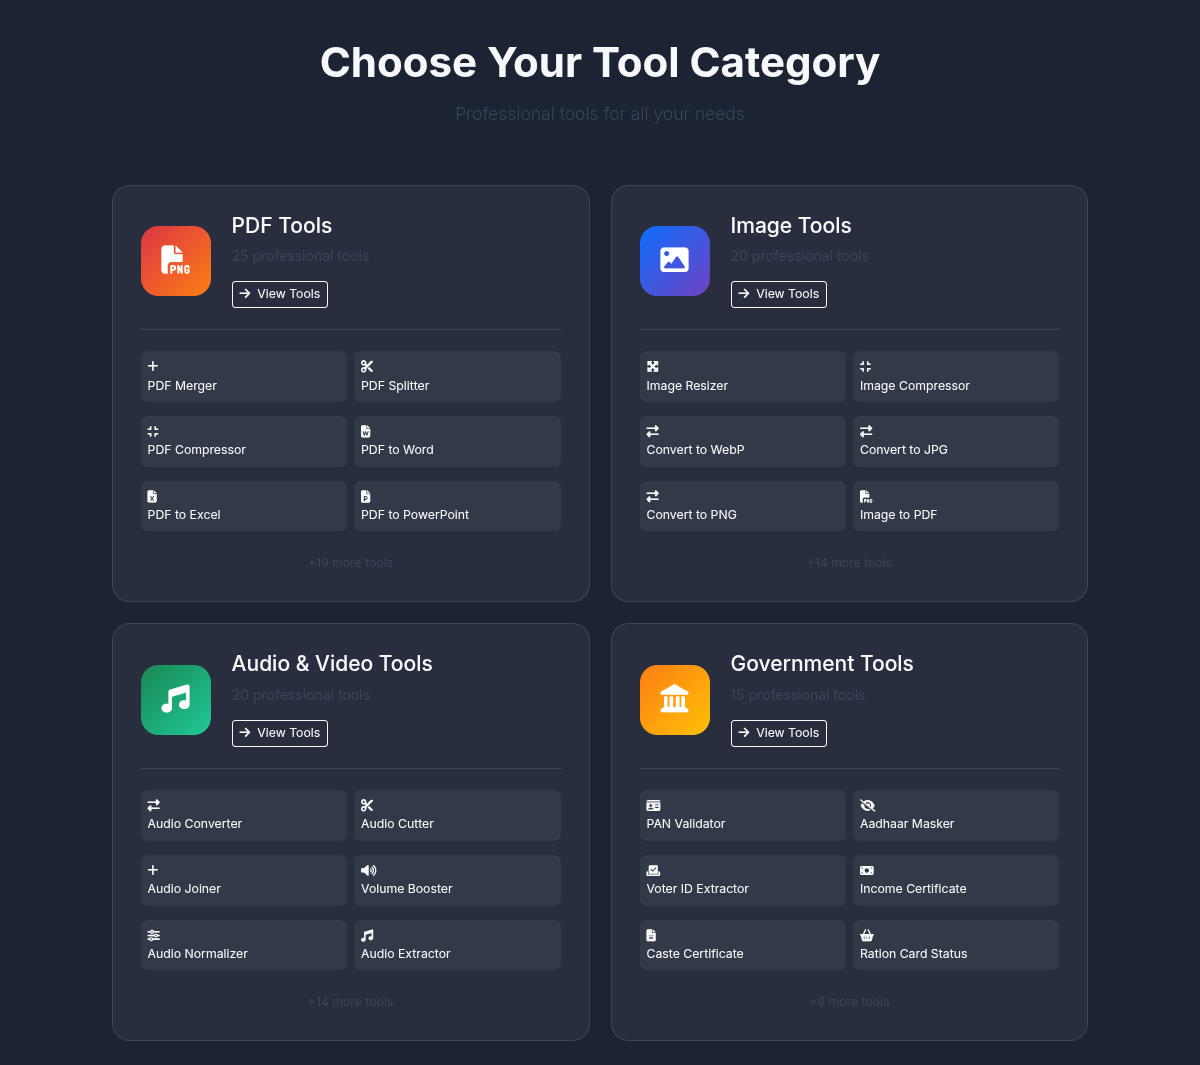 Choose Your Tool Category
Professional tools for all your needs
PDF Tools
25 professional tools
View Tools
PNG
PDF Merger
PDF Splitter
PDF Compressor
PDF to Word
PDF to Excel
PDF to PowerPoint
+19 more tools
Image Tools
20 professional tools
View Tools
Image Resizer
Image Compressor
Convert to WebP
Convert to JPG
Convert to PNG
Image to PDF
+14 more tools
Audio & Video Tools
20 professional tools
View Tools
Audio Converter
Audio Cutter
Audio Joiner
Volume Booster
Audio Normalizer
Audio Extractor
+14 more tools
Government Tools
15 professional tools
View Tools
PAN Validator
Aadhaar Masker
Voter ID Extractor
Income Certificate
Caste Certificate
Ration Card Status
+9 more tools